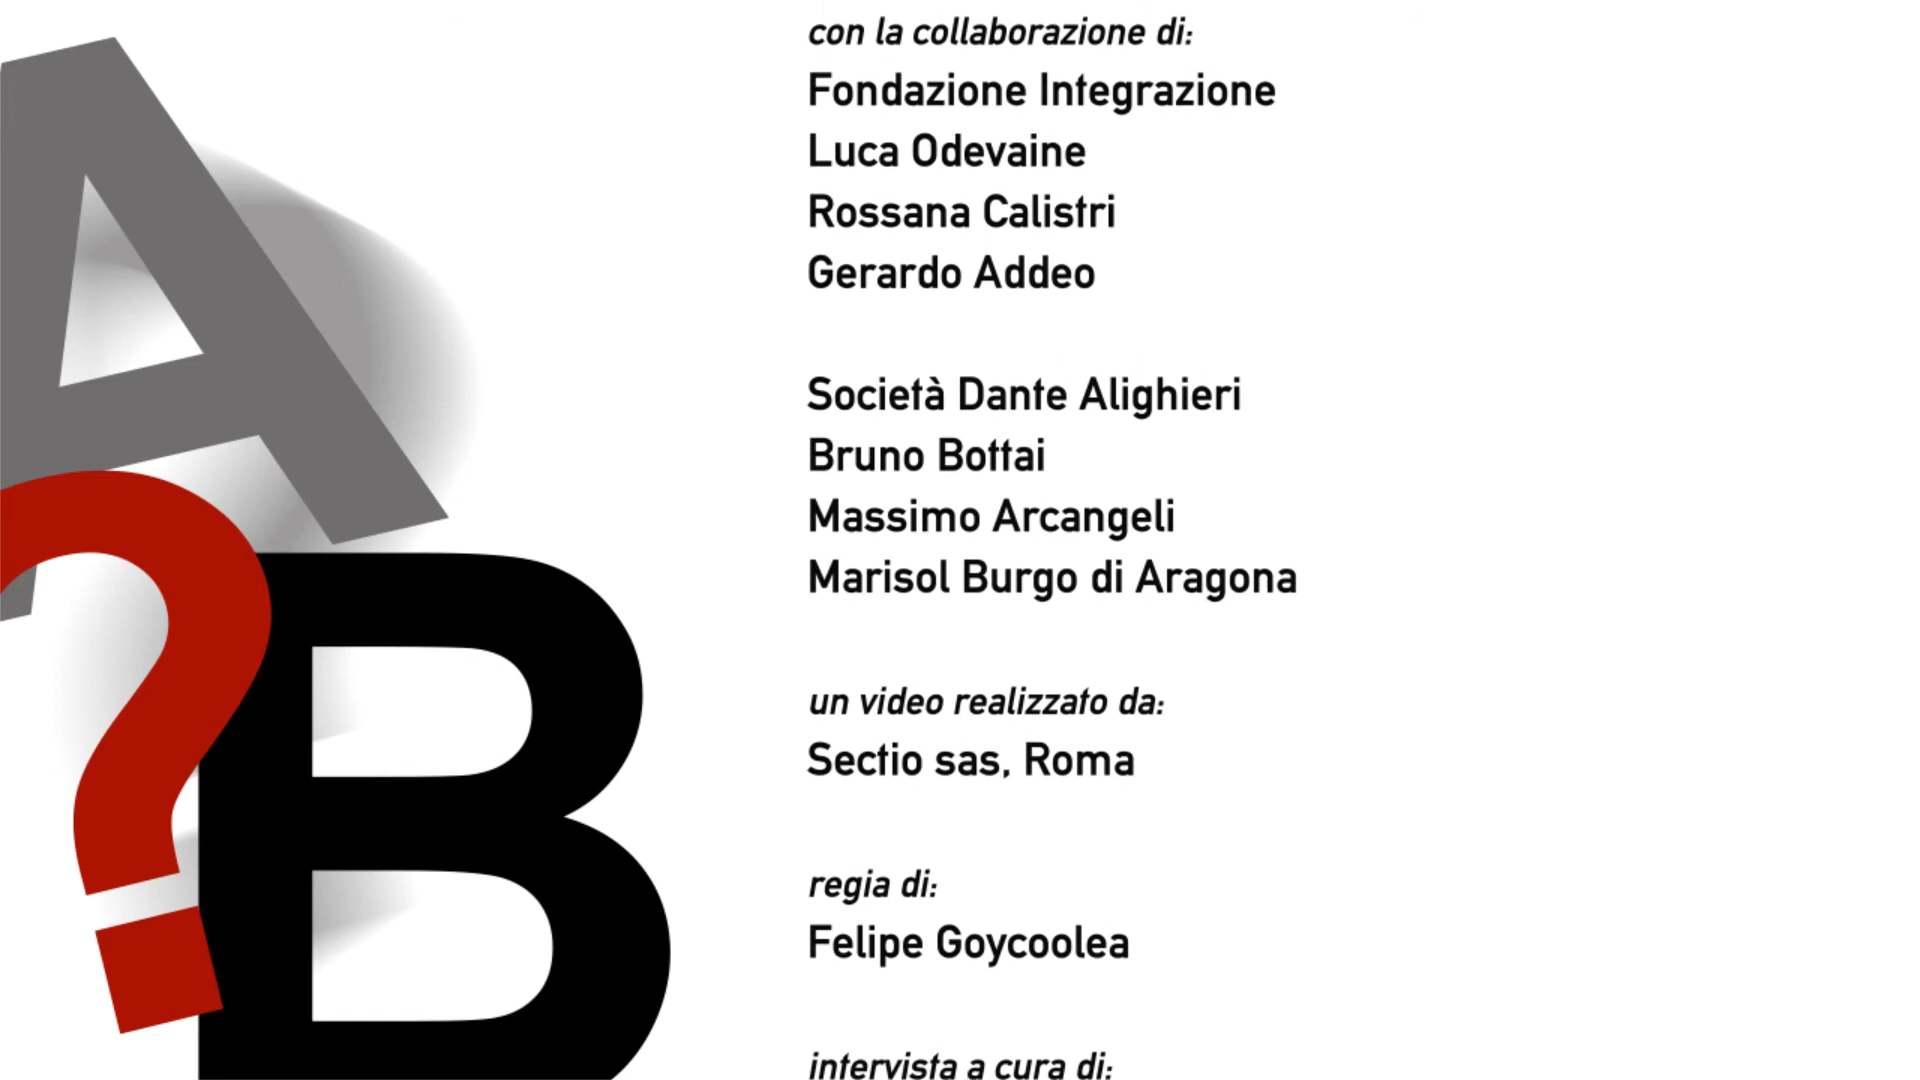 con la collaborazione di:
Fondazione Integrazione
Luca Odevaine
Rossana Calistri
Gerardo Addeo
Società Dante Alighieri
Bruno Bottai
Massimo Arcangeli
Marisol Burgo di Aragona
un video realizzato da:
Sectio sas, Roma
regia di:
Felipe Goycoolea
intervista a cura di:
A
?
B